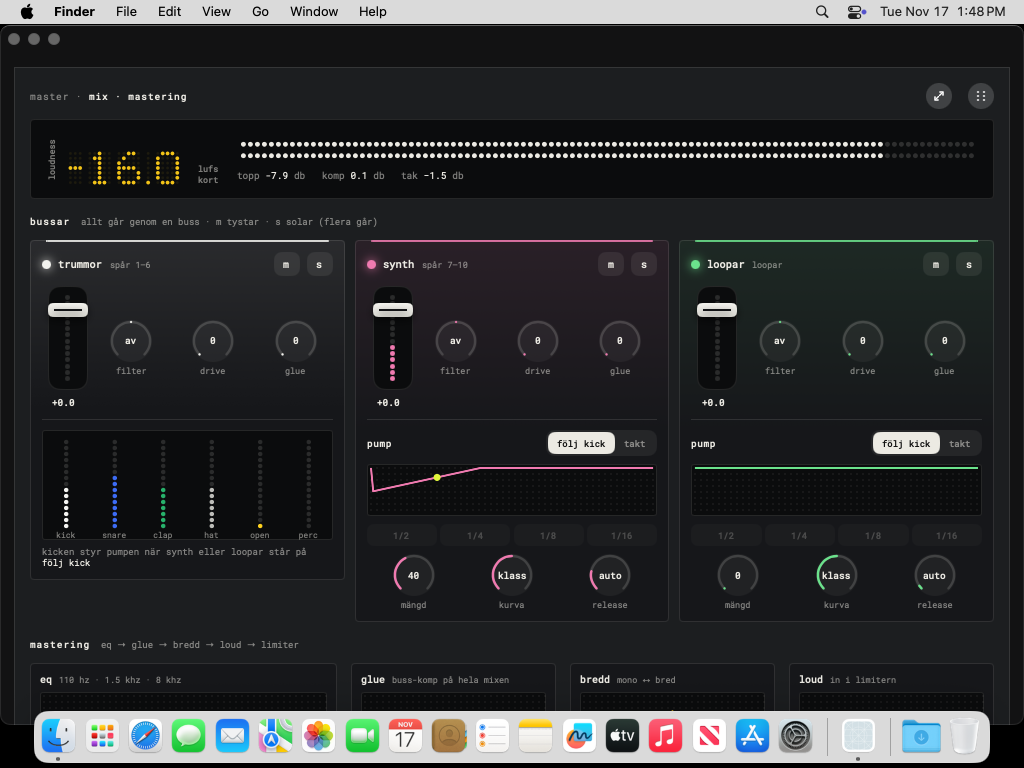 Finder File Edit View Go Window Help Tue Nov 17 1:48 PM
master · mix · mastering
loudness
-16.0
lufs
kort
topp -7.9 db komp 0.1 db tak -1.5 db
bussar allt går genom en buss · m tystar · s solar (flera går)
trummor spår 1–6 m s
av 0 0
filter drive glue
+0.0
kick snare clap hat open perc
kicken styr pumpen när synth eller loopar står på
följ kick
synth spår 7–10 m s
av 0 0
filter drive glue
+0.0
pump följ kick takt
1/2 1/4 1/8 1/16
40 klass auto
mängd kurva release
loopar loopar m s
av 0 0
filter drive glue
+0.0
pump följ kick takt
1/2 1/4 1/8 1/16
0 klass auto
mängd kurva release
mastering eq → glue → bredd → loud → limiter
eq 110 hz · 1.5 khz · 8 khz
glue buss-komp på hela mixen
bredd mono ↔ bred
loud in i limitern
NOV
17
tv